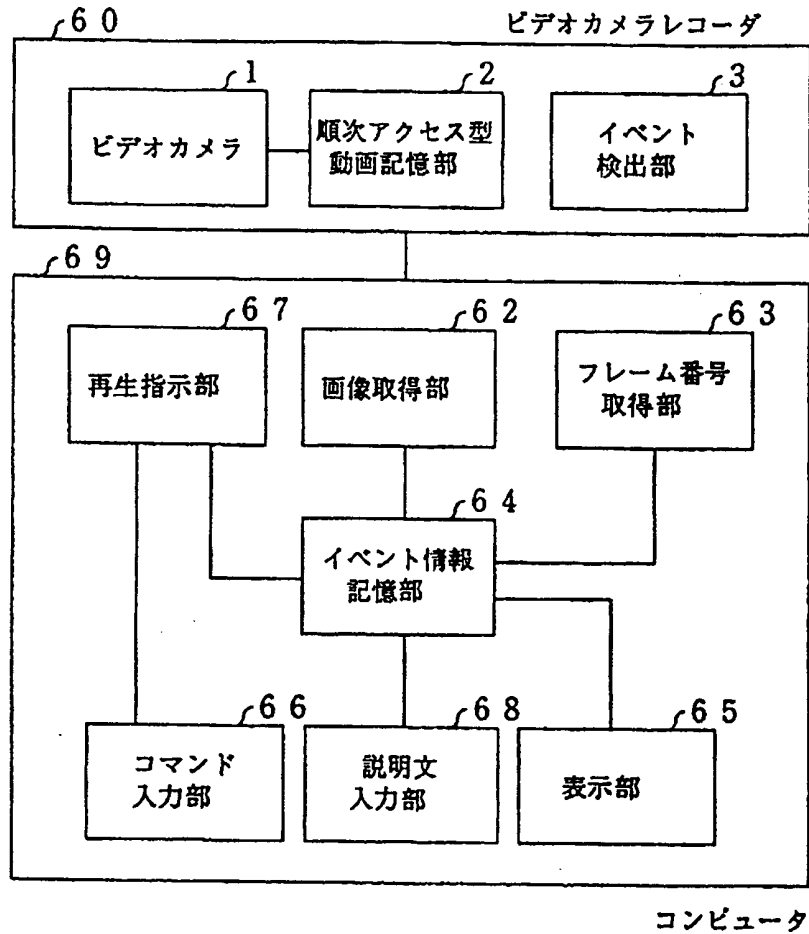 60
ビデオカメラレコーダ
1
2
3
ビデオカメラ
順次アクセス型
動画記憶部
イベント
検出部
69
67
62
63
再生指示部
画像取得部
フレーム番号
取得部
64
イベント情報
記憶部
66
68
65
コマンド
入力部
説明文
入力部
表示部
コンピュータ